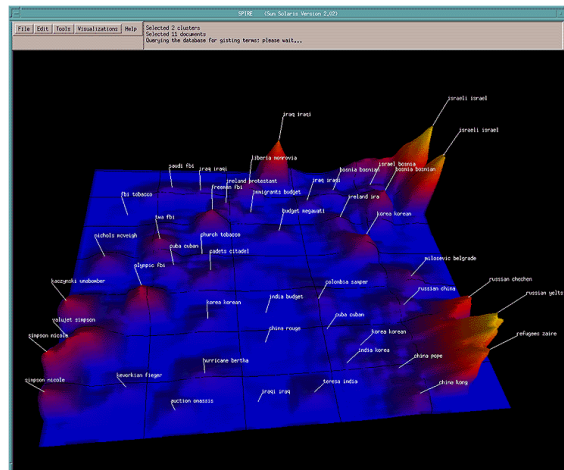 SPIRE (Sun Solaris Version 2.02)
File Edit Tools Visualizations Help
Selected 2 clusters
Selected 11 documents
Querying the database for gisting terms: please wait...
israeli israel
iraq iraqi
israeli israel
liberia monrovia
saudi fbi
iraq iraqi
israel bosnia
bosnia bosnian
bosnia bosnian
ireland protestant
iraq iraqi
freeman fbi
immigrants budget
fbi tobacco
ireland ira
budget megawati
korea korean
twa fbi
nichols mcveigh
church tobacco
cuba cuban
cadets citadel
olympic fbi
milosevic belgrade
kaczynski unabomber
colombia samper
russian chechen
russian china
russian yelts
korea korean
india budget
valujet simpson
cuba cuban
china rouge
korea korean
refugees zaire
simpson nicole
india korea
china pope
hurricane bertha
simpson nicole
kevorkian fieger
teresa india
china kong
iraqi iraq
auction onassis